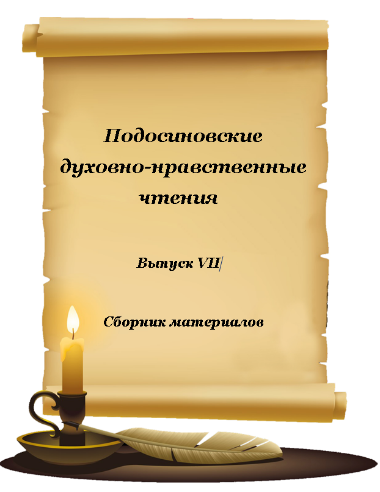 Подосиновские
духовно-нравственные
чтения
Выпуск VII
Сборник материалов